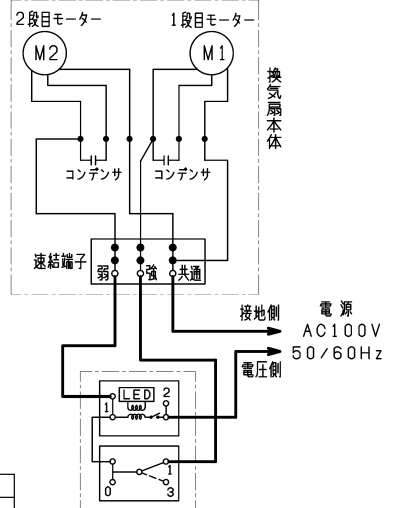 2段目モーター
1段目モーター
M2
M1
換気扇本体
コンデンサ
コンデンサ
速結端子
弱
強
共通
接地側
電源
AC100V
50/60Hz
電圧側
LED
1
2
1
0
3